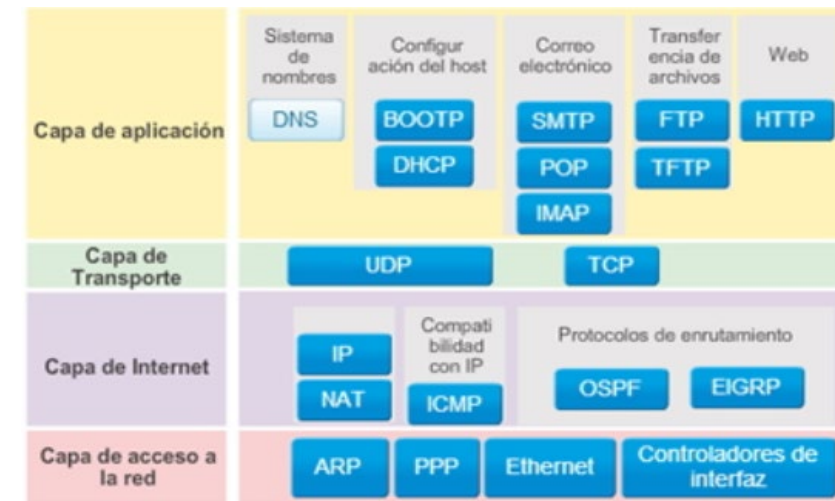 Sistema
de
nombres
Configur
ación del host
Correo
electrónico
Transfer
encia de
archivos
Web
Capa de aplicación
DNS
BOOTP
SMTP
FTP
HTTP
DHCP
POP
TFTP
IMAP
Capa de
Transporte
UDP
TCP
Capa de Internet
IP
NAT
Compati
bilidad
con IP
ICMP
Protocolos de enrutamiento
OSPF
EIGRP
Capa de acceso a
la red
ARP
PPP
Ethernet
Controladores de
interfaz